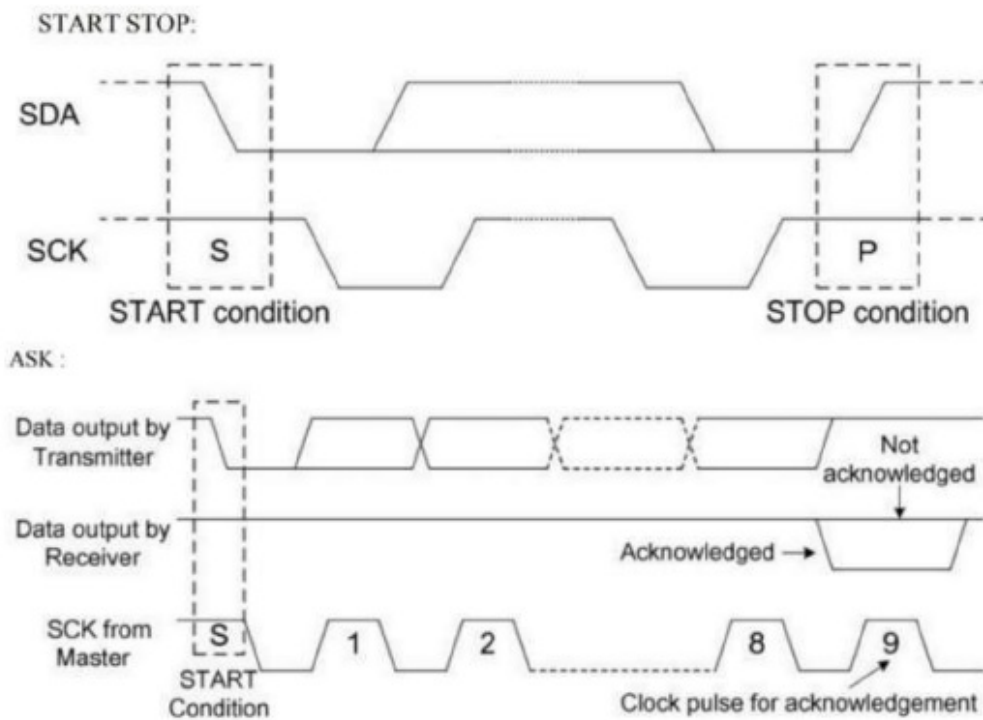 START STOP:
SDA
SCK
S
P
START condition
STOP condition
ASK :
Data output by
Transmitter
Not
acknowledged
Data output by
Receiver
Acknowledged
SCK from
Master
S
1
2
8
9
START
Condition
Clock pulse for acknowledgement